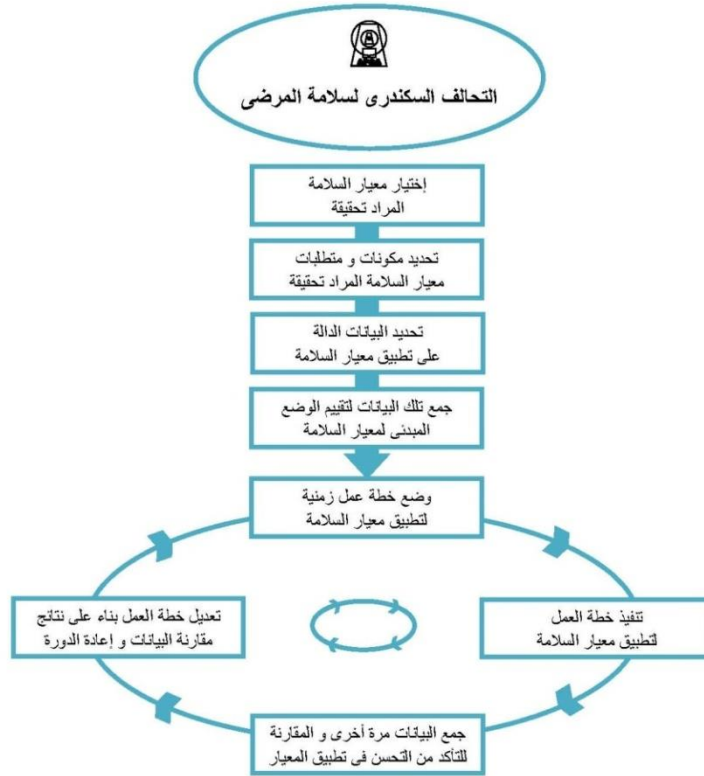 التحالف السكندرى لسلامة المرضى
إختيار معيار السلامة
المراد تحقيقة
تحديد مكونات و متطلبات
معيار السلامة المراد تحقيقة
تحديد البيانات الدالة
على تطبيق معيار السلامة
جمع تلك البيانات لتقييم الوضع
المبدئى لمعيار السلامة
وضع خطة عمل زمنية
لتطبيق معيار السلامة
تنفيذ خطة العمل
لتطبيق معيار السلامة
جمع البيانات مرة أخرى و المقارنة
للتأكد من التحسن فى تطبيق المعيار
تعديل خطة العمل بناء على نتائج
مقارنة البيانات و إعادة الدورة